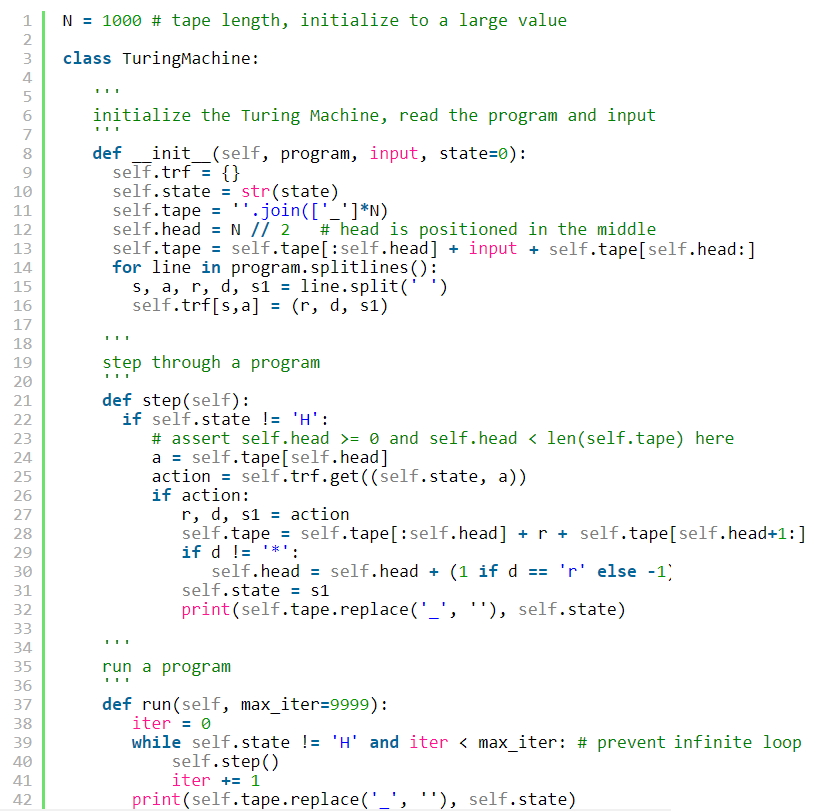 1 N = 1000 # tape length, initialize to a large value
2
3 class TuringMachine:
4
5 '''
6 initialize the Turing Machine, read the program and input
7 '''
8 def __init__(self, program, input, state=0):
9 self.trf = {}
10 self.state = str(state)
11 self.tape = ''.join(['_']*N)
12 self.head = N // 2 # head is positioned in the middle
13 self.tape = self.tape[:self.head] + input + self.tape[self.head:]
14 for line in program.splitlines():
15 s, a, r, d, s1 = line.split(' ')
16 self.trf[s,a] = (r, d, s1)
17
18 '''
19 step through a program
20 '''
21 def step(self):
22 if self.state != 'H':
23 # assert self.head >= 0 and self.head < len(self.tape) here
24 a = self.tape[self.head]
25 action = self.trf.get((self.state, a))
26 if action:
27 r, d, s1 = action
28 self.tape = self.tape[:self.head] + r + self.tape[self.head+1:]
29 if d != '*':
30 self.head = self.head + (1 if d == 'r' else -1)
31 self.state = s1
32 print(self.tape.replace('_', ''), self.state)
33
34 '''
35 run a program
36 '''
37 def run(self, max_iter=9999):
38 iter = 0
39 while self.state != 'H' and iter < max_iter: # prevent infinite loop
40 self.step()
41 iter += 1
42 print(self.tape.replace('_', ''), self.state)